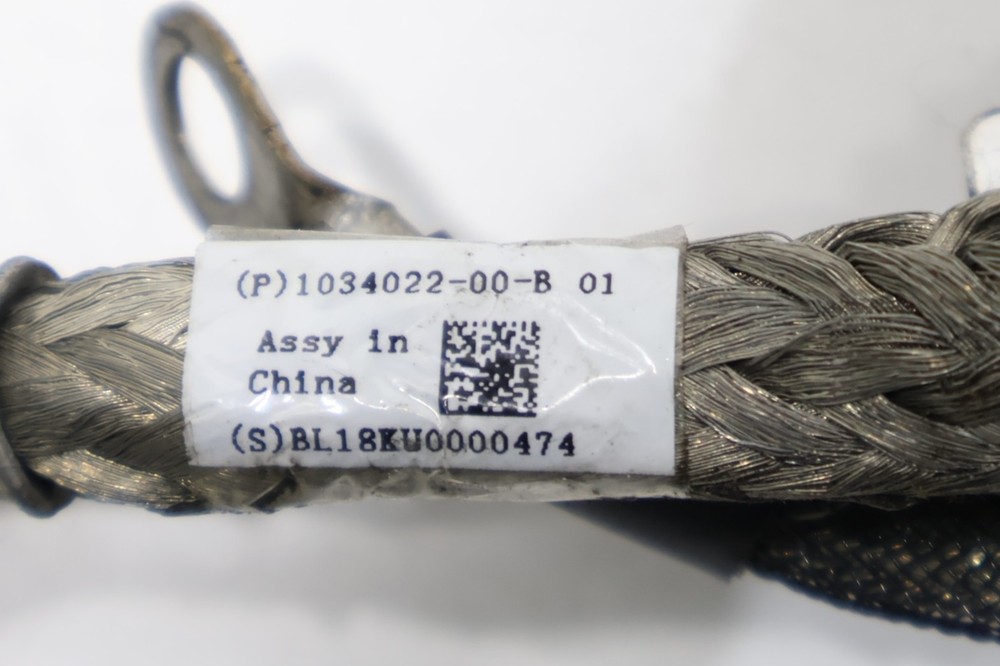 (P)1034022-00-B 01
Assy in
China
(S)BL18KU0000474